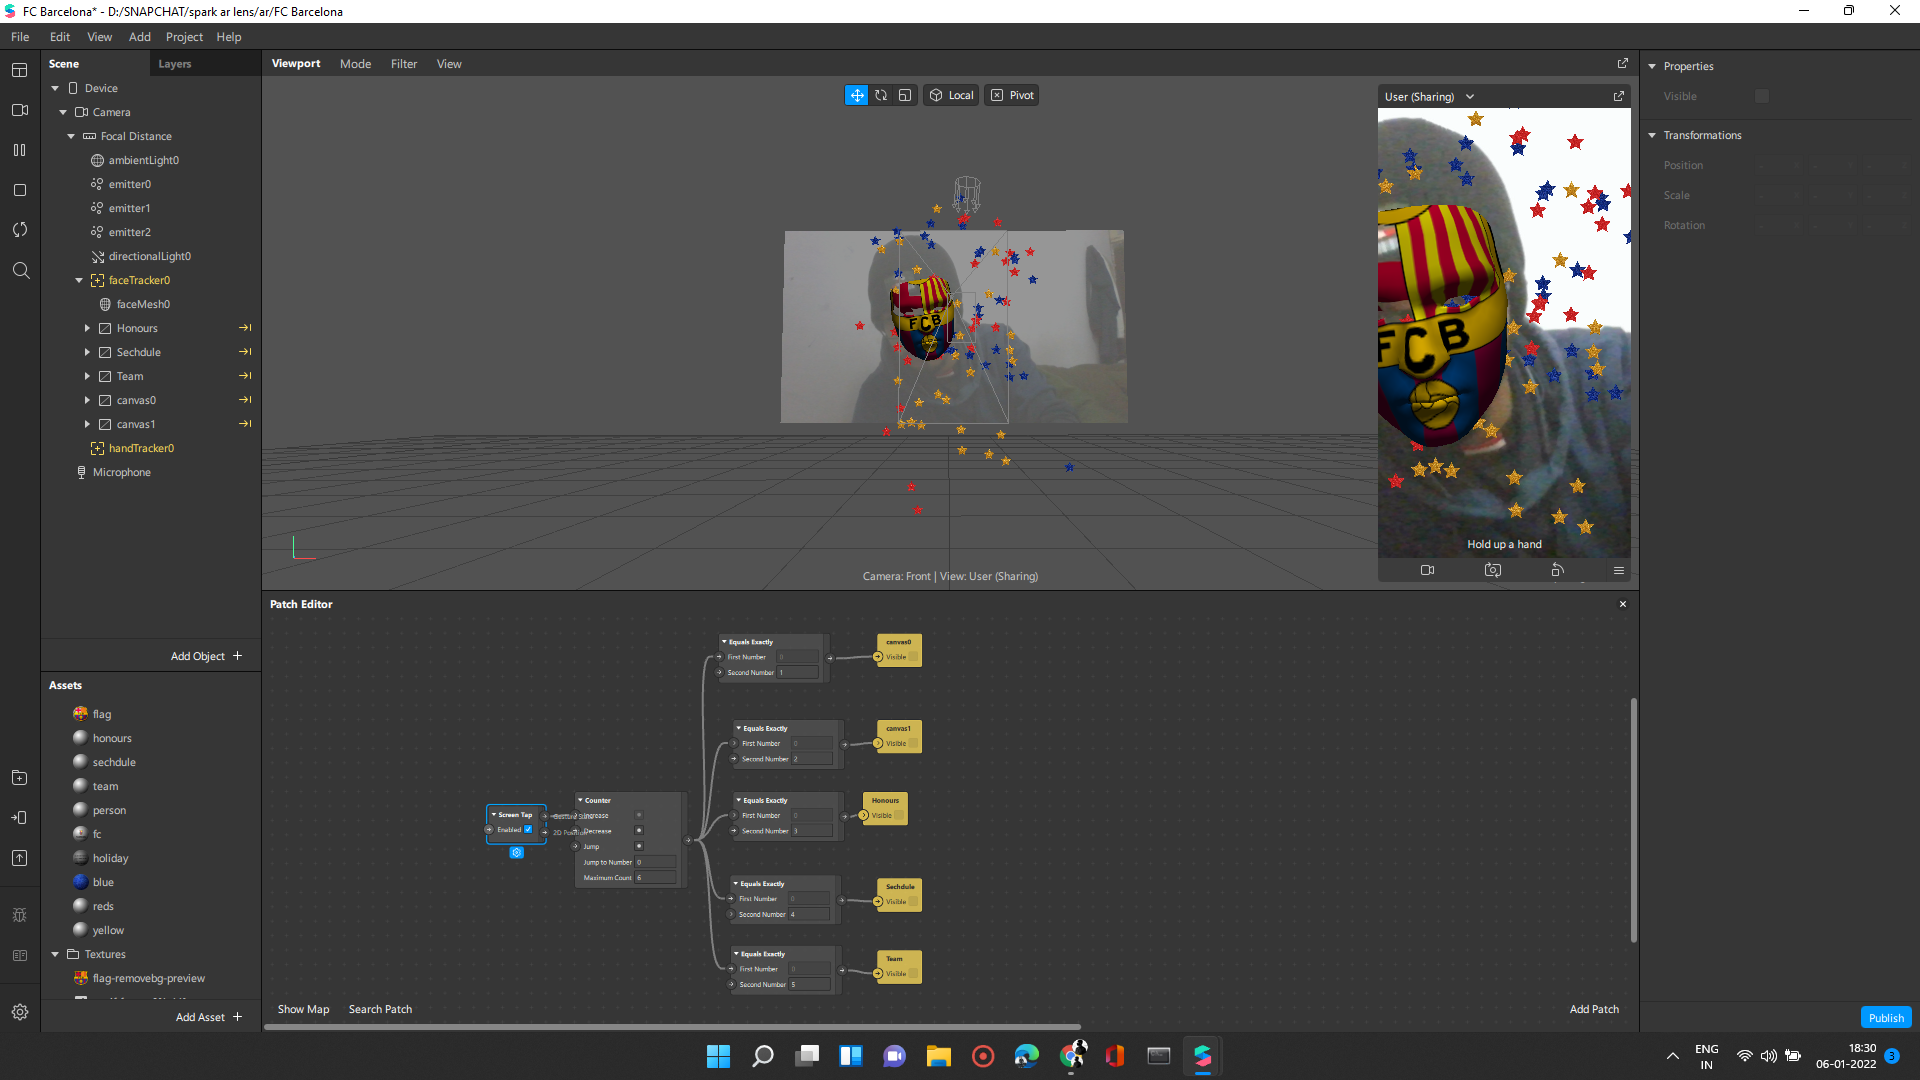 FC Barcelona* - D:/SNAPCHAT/spark ar lens/ar/FC Barcelona
File Edit View Add Project Help
Scene Layers
Device
Camera
Focal Distance
ambientLight0
emitter0
emitter1
emitter2
directionalLight0
faceTracker0
faceMesh0
Honours
Sechdule
Team
canvas0
canvas1
handTracker0
Microphone
Add Object +
Assets
flag
honours
sechdule
team
person
fc
holiday
blue
reds
yellow
Textures
flag-removebg-preview
Add Asset +
Viewport Mode Filter View
Local Pivot
FCB
Camera: Front | View: User (Sharing)
User (Sharing)
FCB
Hold up a hand
Properties
Visible
Transformations
Position
Scale
Rotation
Patch Editor
Equals Exactly
First Number 0
Second Number 1
canvas0
Visible
Equals Exactly
First Number 0
Second Number 2
canvas1
Visible
Equals Exactly
First Number 0
Second Number 3
Honours
Visible
Screen Tap
Enabled
2D Position
Counter
Increase
Decrease
Jump
Jump to Number 0
Maximum Count 6
Equals Exactly
First Number 0
Second Number 4
Sechdule
Visible
Equals Exactly
First Number 0
Second Number 5
Team
Visible
Show Map Search Patch
Add Patch
Publish
ENG
IN
18:30
06-01-2022
3